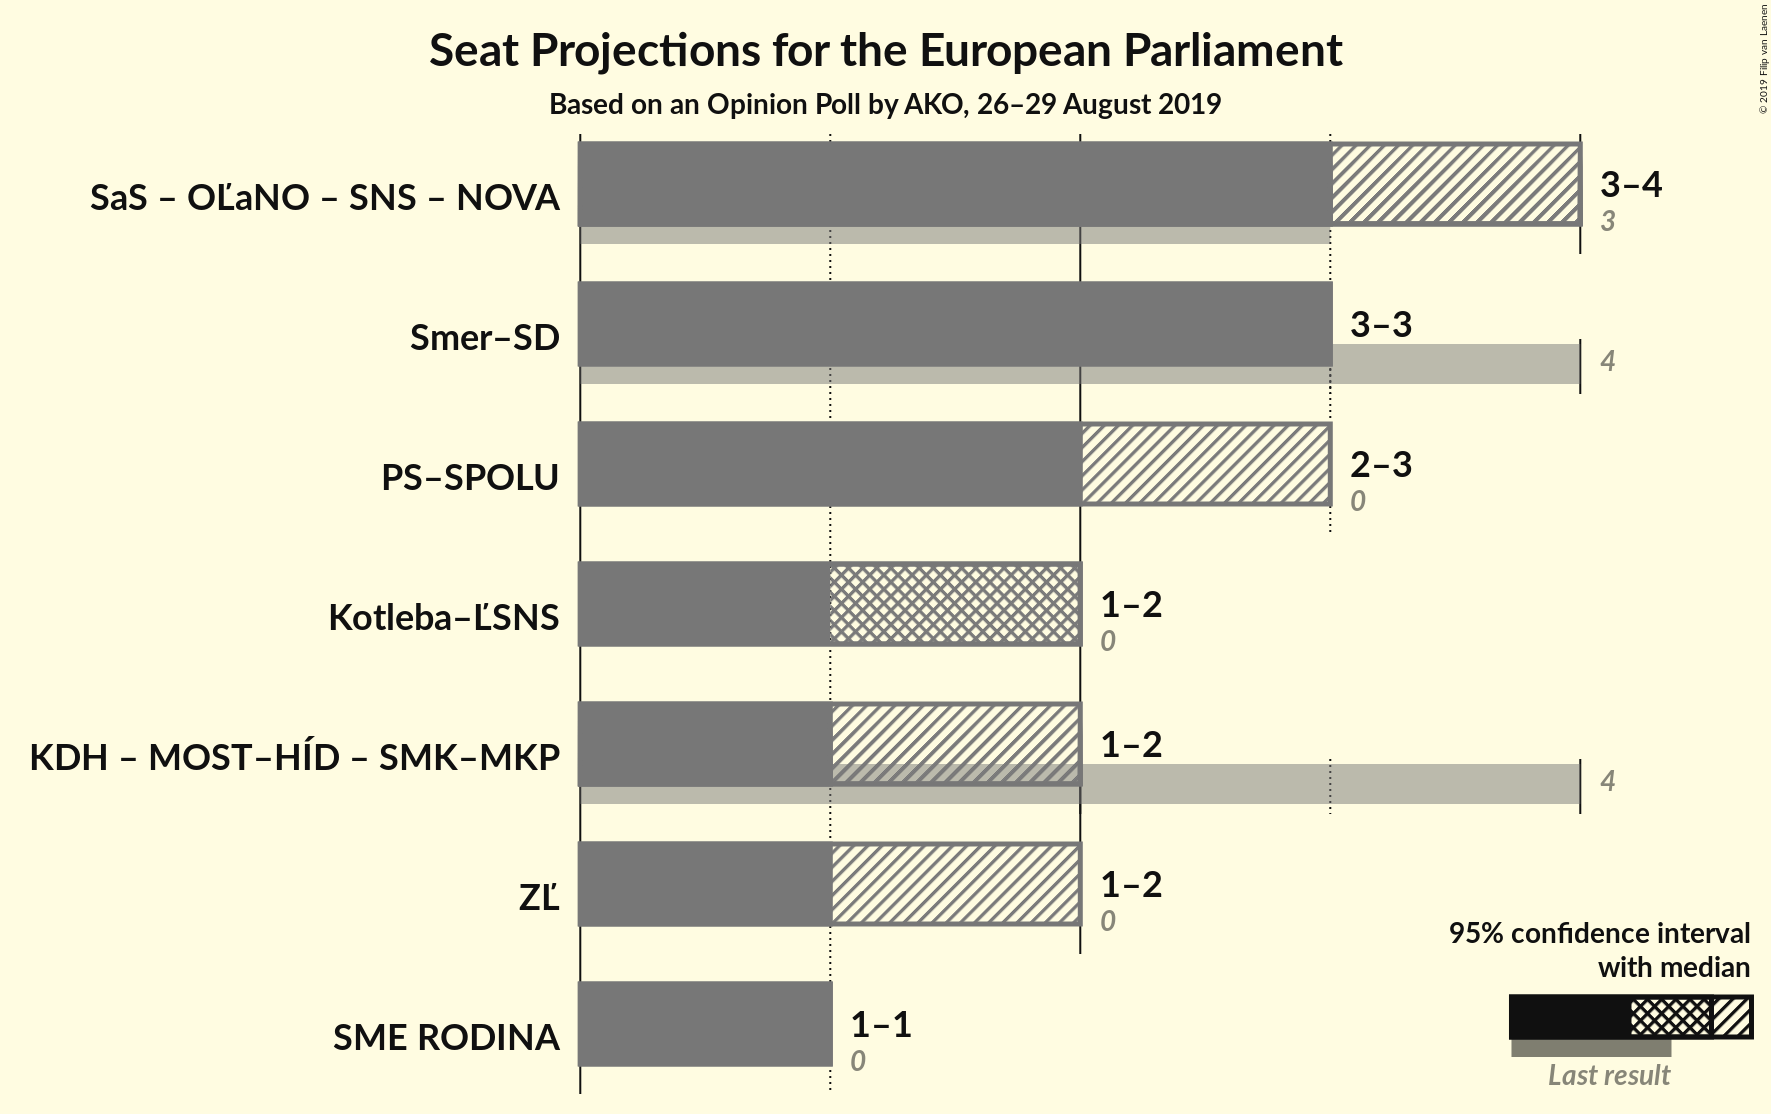 Seat Projections for the European Parliament
Based on an Opinion Poll by AKO, 26–29 August 2019
© 2019 Filip van Laenen
SaS – OĽaNO – SNS – NOVA
3–4
3
Smer–SD
3–3
4
PS–SPOLU
2–3
0
Kotleba–ĽSNS
1–2
0
KDH – MOST–HÍD – SMK–MKP
1–2
4
ZĽ
1–2
0
SME RODINA
1–1
0
95% confidence interval
with median
Last result